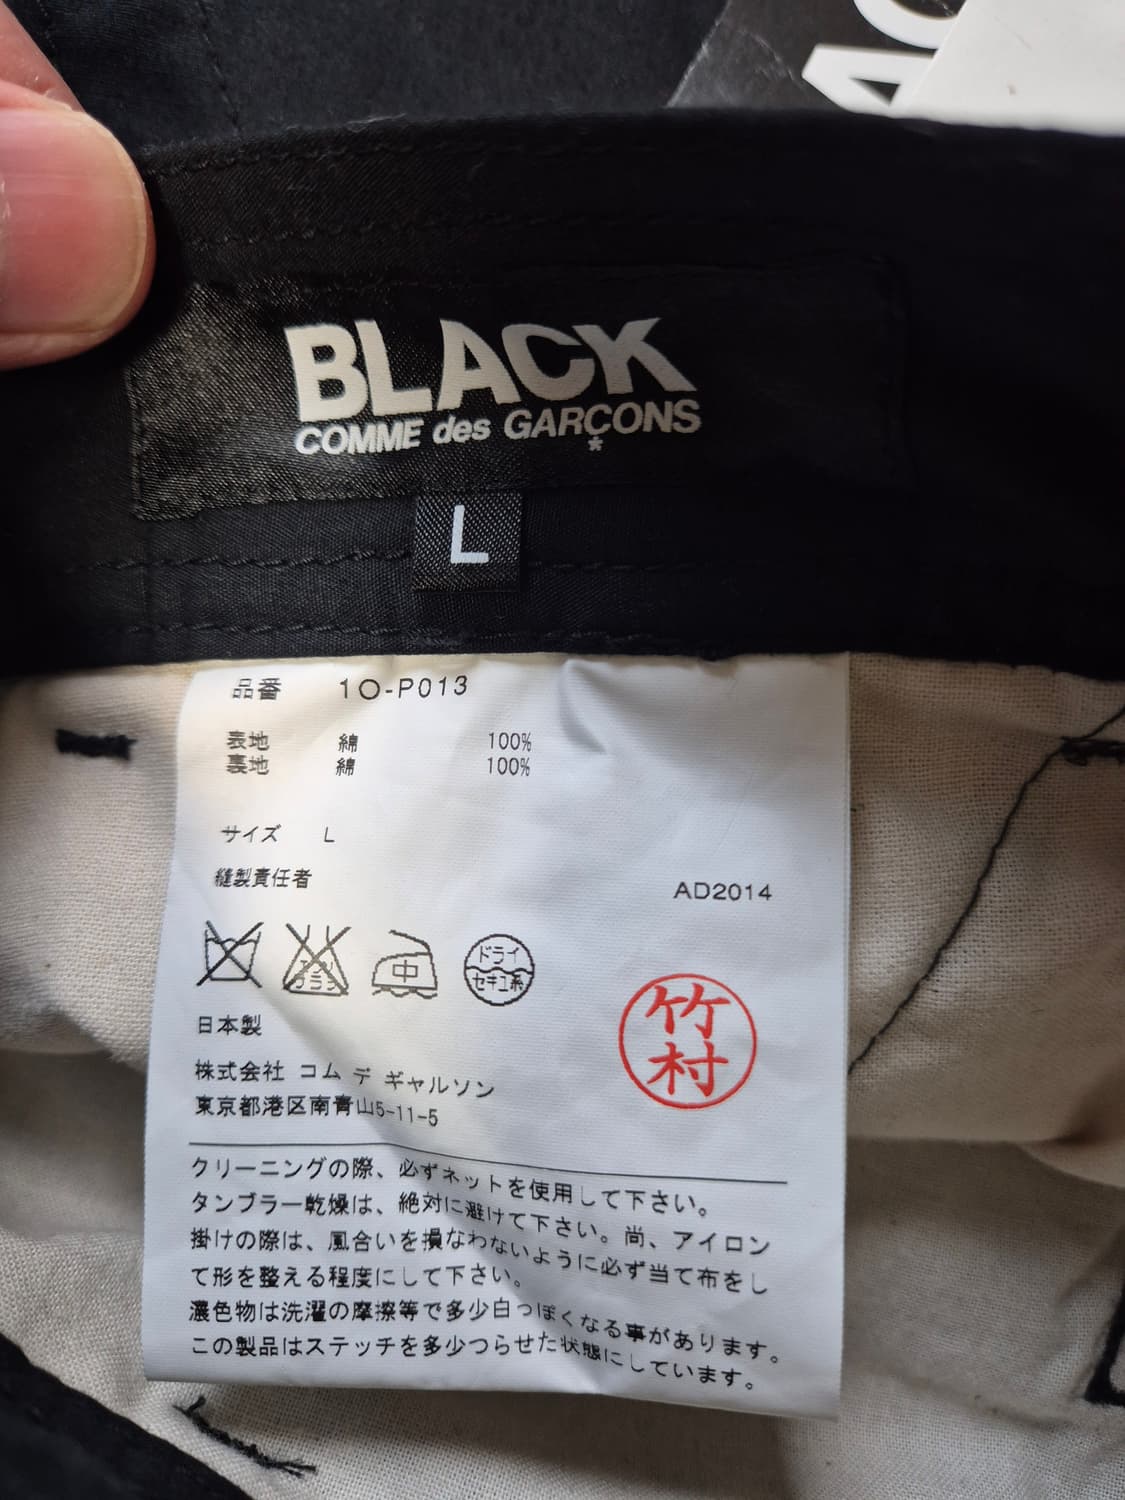 AC
BLACK
COMME des GARÇONS
L
品番 1O-P013
表地 綿 100%
裏地 綿 100%
サイズ L
縫製責任者
AD2014
エンソ
サラシ
中
ドライ
セキユ系
竹村
日本製
株式会社 コム デ ギャルソン
東京都港区南青山5-11-5
クリーニングの際、必ずネットを使用して下さい。
タンブラー乾燥は、絶対に避けて下さい。尚、アイロン
掛けの際は、風合いを損なわないように必ず当て布をし
て形を整える程度にして下さい。
濃色物は洗濯の摩擦等で多少白っぽくなる事があります。
この製品はステッチを多少つらせた状態にしています。